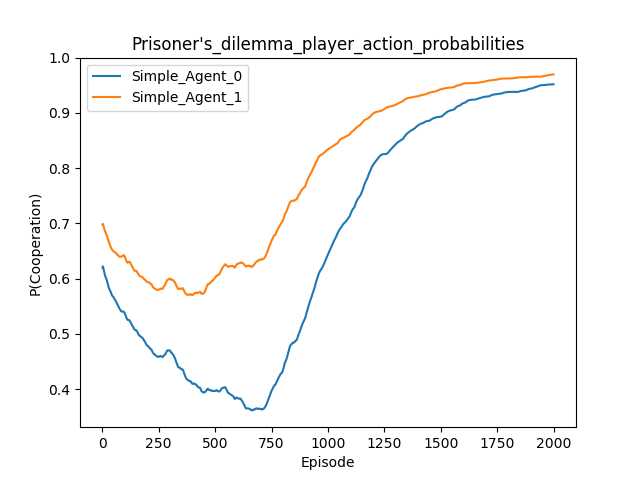 Prisoner's_dilemma_player_action_probabilities
Simple_Agent_0
Simple_Agent_1
P(Cooperation)
1.0
0.9
0.8
0.7
0.6
0.5
0.4
0 250 500 750 1000 1250 1500 1750 2000
Episode